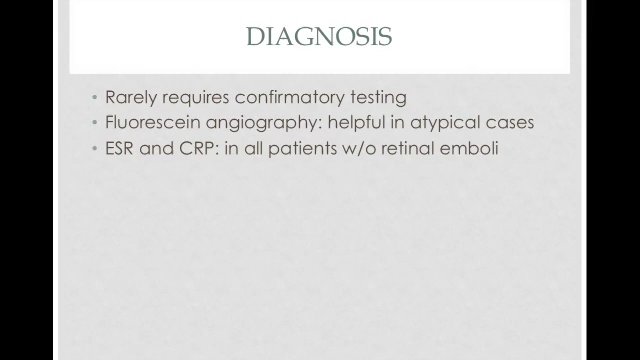 DIAGNOSIS
• Rarely requires confirmatory testing
• Fluorescein angiography: helpful in atypical cases
• ESR and CRP: in all patients w/o retinal emboli